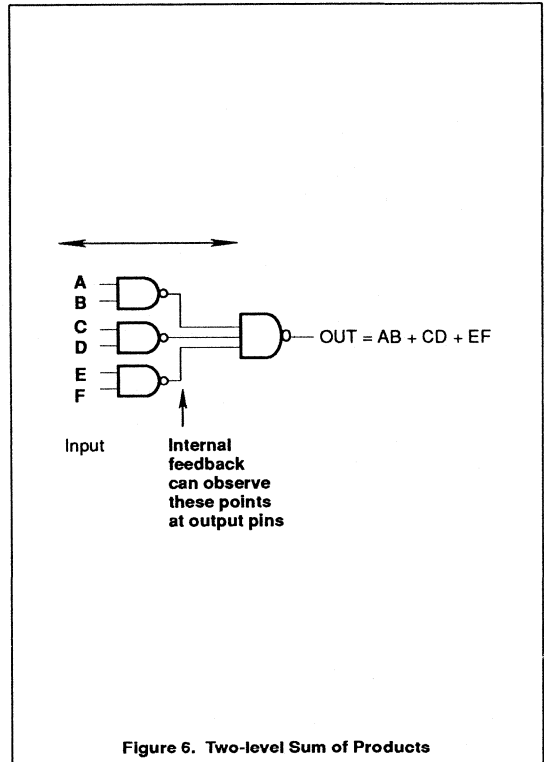 A
B
C
D
E
F
OUT = AB + CD + EF
Input
Internal
feedback
can observe
these points
at output pins
Figure 6. Two-level Sum of Products